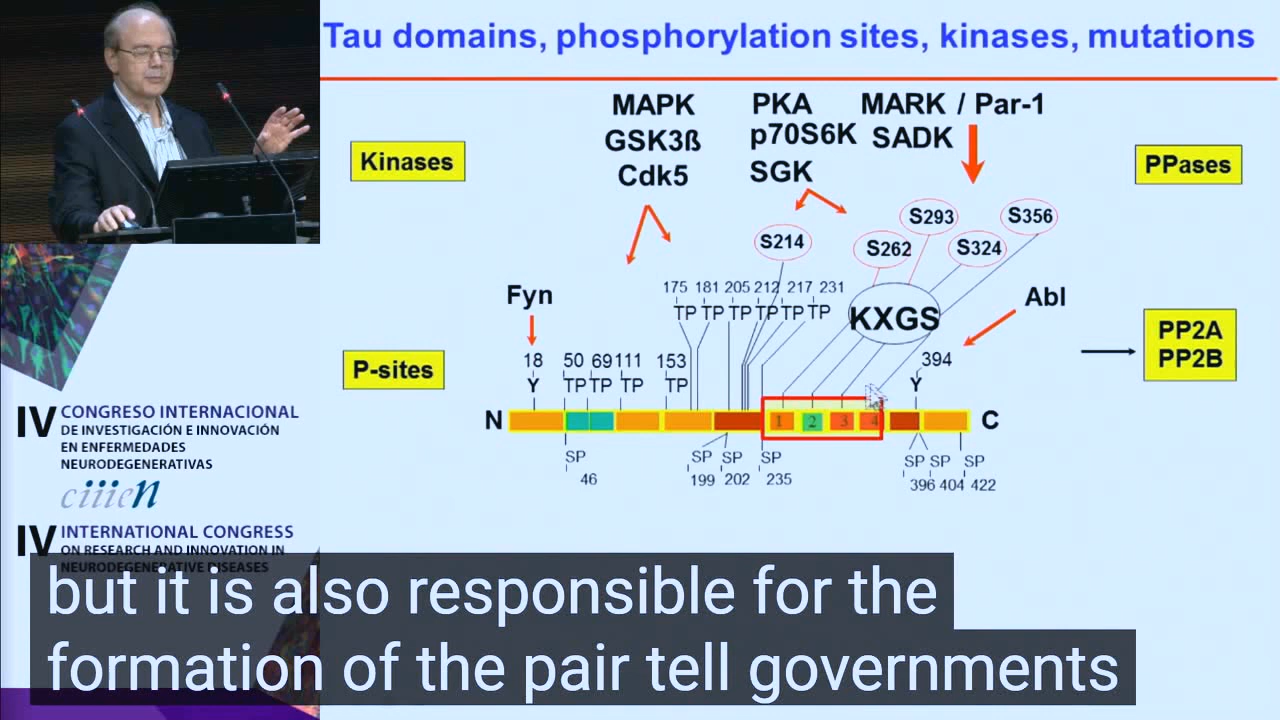 Tau domains, phosphorylation sites, kinases, mutations
MAPK
GSK3ß
Cdk5
PKA
p70S6K
SGK
MARK / Par-1
SADK
Kinases
PPases
S214
S262
S293
S324
S356
175 181 205 212 217 231
TP TP TP TP TP TP
KXGS
Fyn
Abl
PP2A
PP2B
P-sites
18 50 69 111 153
Y TP TP TP TP
394
Y
N
1 2 3 4
C
SP
46
SP SP SP
199 202 235
SP SP SP
396 404 422
IV CONGRESO INTERNACIONAL
DE INVESTIGACIÓN E INNOVACIÓN
EN ENFERMEDADES
NEURODEGENERATIVAS
ciiien
IV INTERNATIONAL CONGRESS
ON RESEARCH AND INNOVATION IN
NEURODEGENERATIVE DISEASES
but it is also responsible for the
formation of the pair tell governments